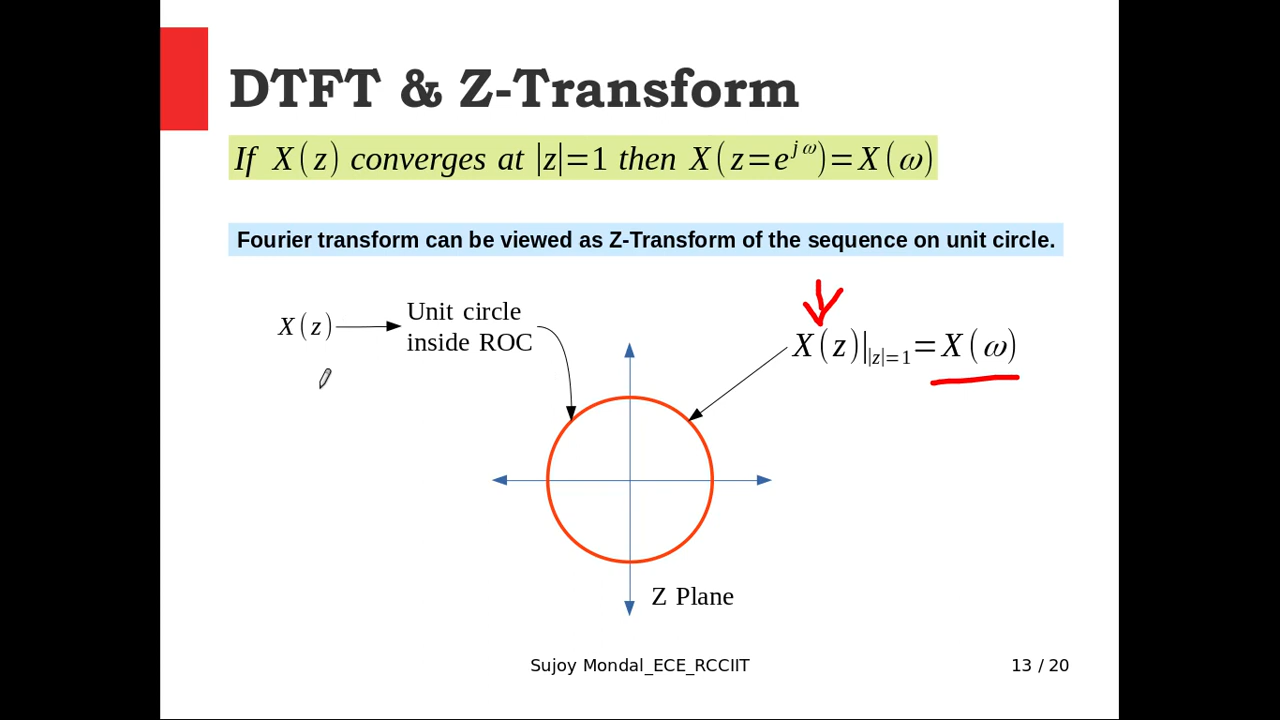 DTFT & Z-Transform
If X(z) converges at |z|=1 then X(z=e^{jω})=X(ω)
Fourier transform can be viewed as Z-Transform of the sequence on unit circle.
X(z)
Unit circle
inside ROC
X(z)|_{|z|=1}=X(ω)
Z Plane
Sujoy Mondal_ECE_RCCIIT
13 / 20